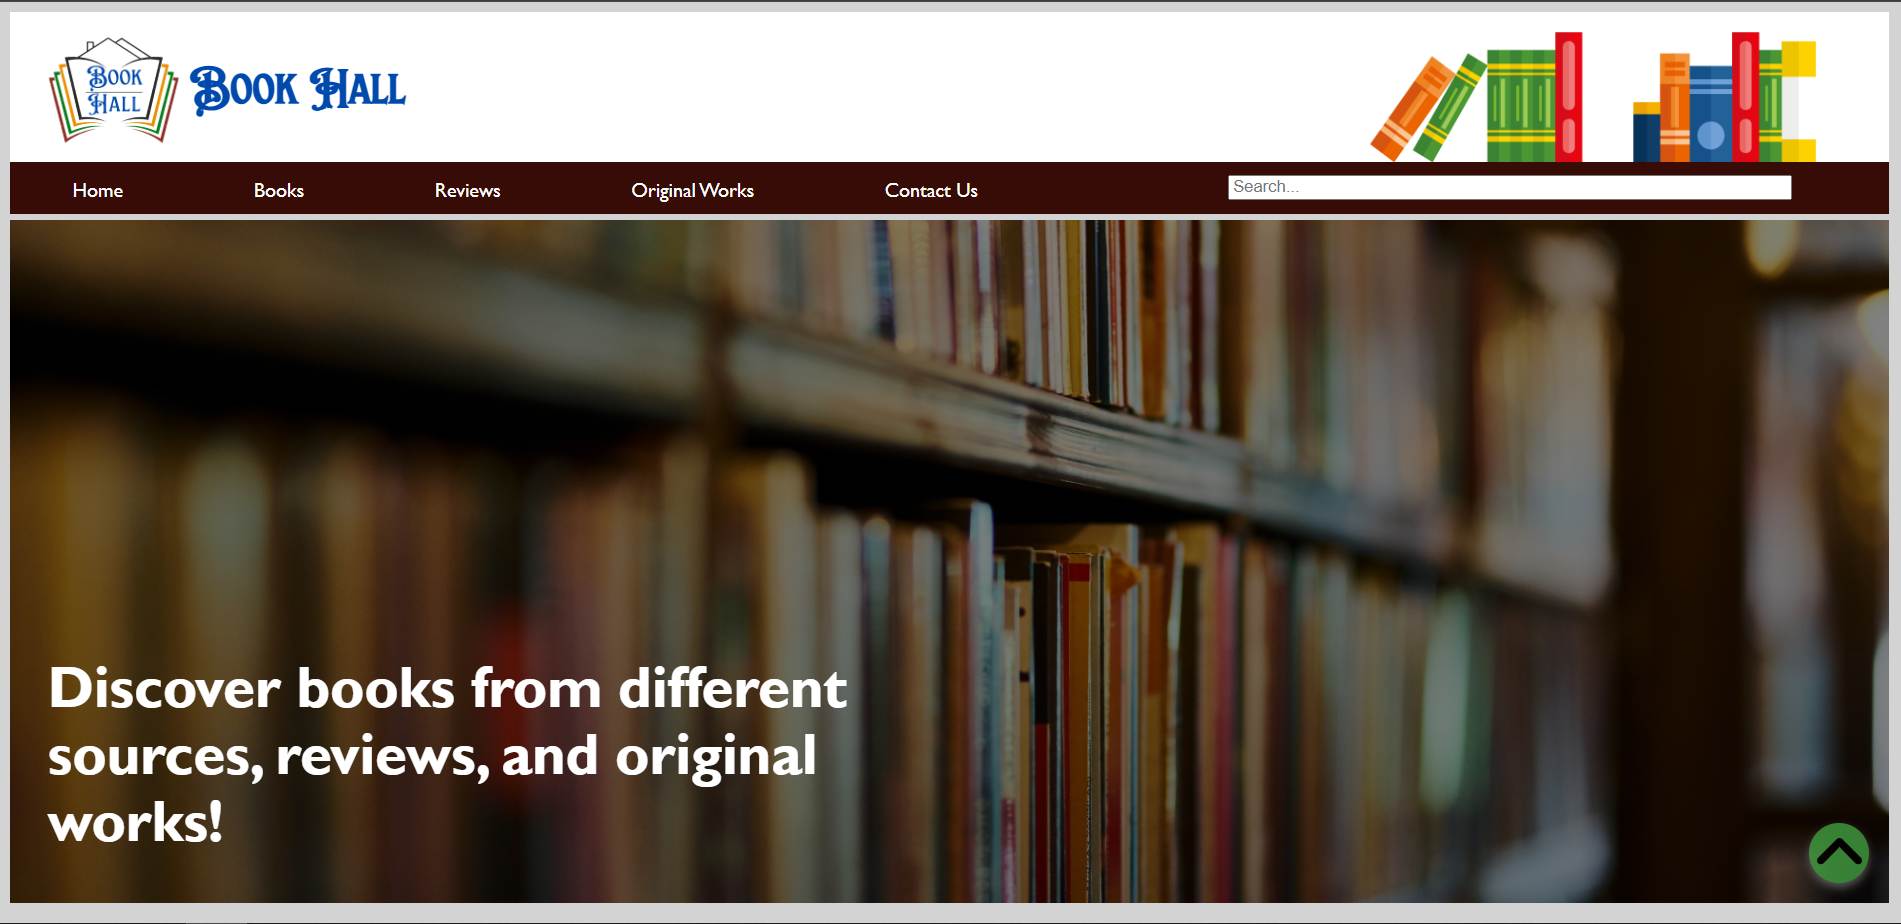 BOOK
HALL
BOOK HALL
Home
Books
Reviews
Original Works
Contact Us
Search...
Discover books from different
sources, reviews, and original
works!